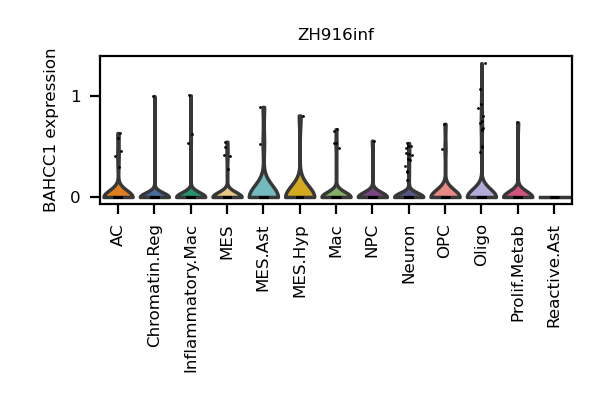 ZH916inf
BAHCC1 expression
1
0
AC
Chromatin.Reg
Inflammatory.Mac
MES
MES.Ast
MES.Hyp
Mac
NPC
Neuron
OPC
Oligo
Prolif.Metab
Reactive.Ast